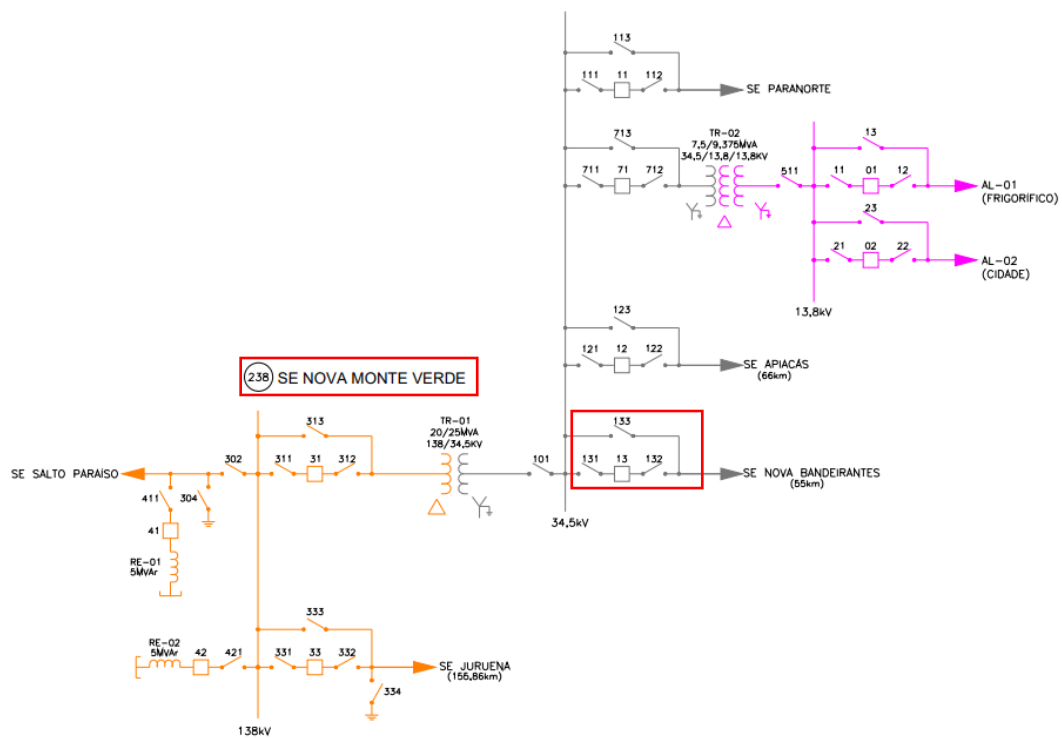 113
111 11 112
SE PARANORTE
713
TR-02
7,5/9,375MVA
34,5/13,8/13,8KV
711 71 712
511
13
11 01 12
AL-01
(FRIGORÍFICO)
23
21 02 22
AL-02
(CIDADE)
13,8kV
123
121 12 122
SE APIACÁS
(66km)
238 SE NOVA MONTE VERDE
313
TR-01
20/25MVA
138/34,5KV
133
SE SALTO PARAÍSO
302 311 31 312
101
131 13 132
SE NOVA BANDEIRANTES
(55km)
411 304
41
34,5kV
RE-01
5MVAr
333
RE-02
5MVAr
42 421
331 33 332
SE JURUENA
(155,86km)
334
138kV